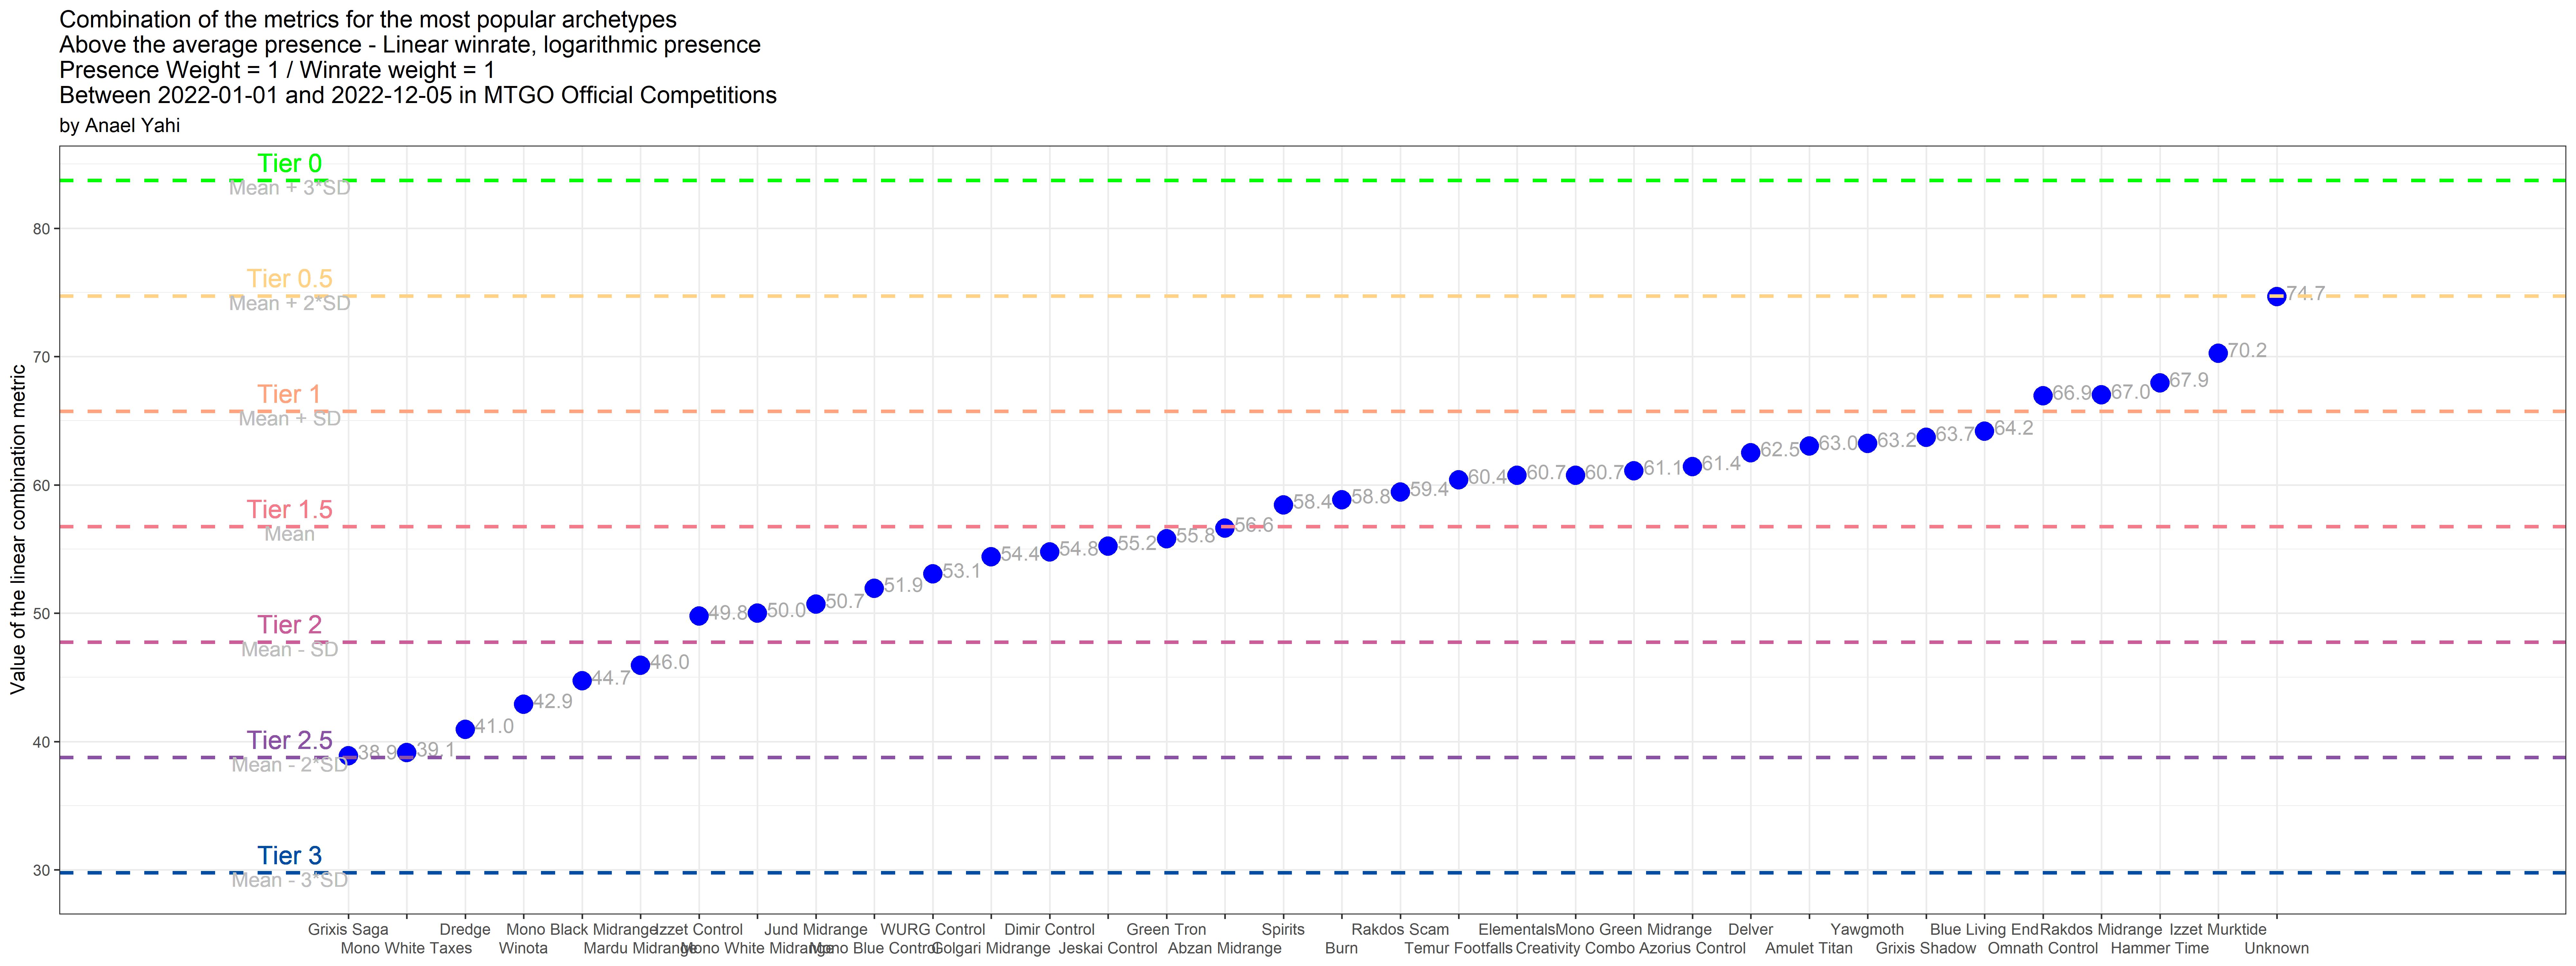 Combination of the metrics for the most popular archetypes
Above the average presence - Linear winrate, logarithmic presence
Presence Weight = 1 / Winrate weight = 1
Between 2022-01-01 and 2022-12-05 in MTGO Official Competitions
by Anael Yahi
Value of the linear combination metric
80
70
60
50
40
30
Tier 0
Mean + 3*SD
Tier 0.5
Mean + 2*SD
Tier 1
Mean + SD
Tier 1.5
Mean
Tier 2
Mean - SD
Tier 2.5
Mean - 2*SD
Tier 3
Mean - 3*SD
38.9
39.1
41.0
42.9
44.7
46.0
49.8
50.0
50.7
51.9
53.1
54.4
54.8
55.2
55.8
56.6
58.4
58.8
59.4
60.4
60.7
60.7
61.1
61.4
62.5
63.0
63.2
63.7
64.2
66.9
67.0
67.9
70.2
74.7
Grixis Saga
Mono White Taxes
Dredge
Winota
Mono Black Midrange
Mardu Midrange
Izzet Control
Mono White Midrange
Jund Midrange
Mono Blue Control
WURG Control
Golgari Midrange
Dimir Control
Jeskai Control
Green Tron
Abzan Midrange
Spirits
Burn
Rakdos Scam
Temur Footfalls
Elementals
Creativity Combo
Mono Green Midrange
Azorius Control
Delver
Amulet Titan
Yawgmoth
Grixis Shadow
Blue Living End
Omnath Control
Rakdos Midrange
Hammer Time
Izzet Murktide
Unknown